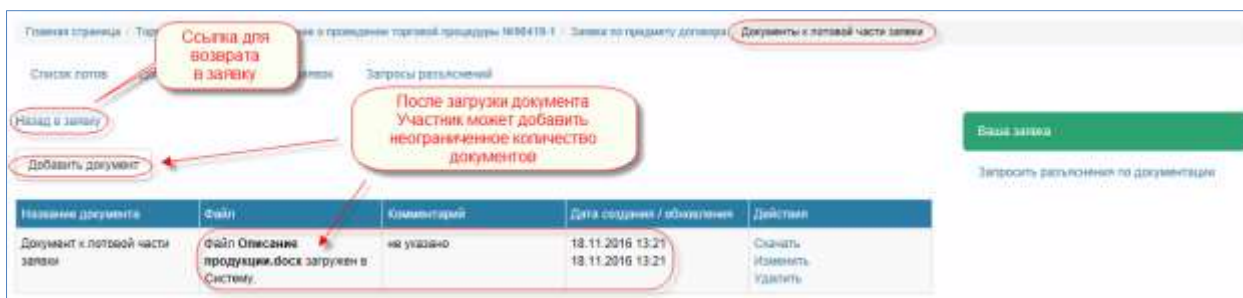 Главная страница / Торг
е о проведении торговой процедуры №90419-1 / Заявка по предмету договора / Документы к лотовой части заявки
Ссылка для
возврата
в заявку
Список лотов
Запросы разъяснений
Назад в заявку
После загрузки документа
Участник может добавить
неограниченное количество
документов
Добавить документ
Ваша заявка
Запросить разъяснения по документации
Название документа Файл Комментарий Дата создания / обновления Действия
Документ к лотовой части Файл Описание не указано 18.11.2016 13:21 Скачать
заявки продукции.docx загружен в 18.11.2016 13:21 Изменить
Систему. Удалить